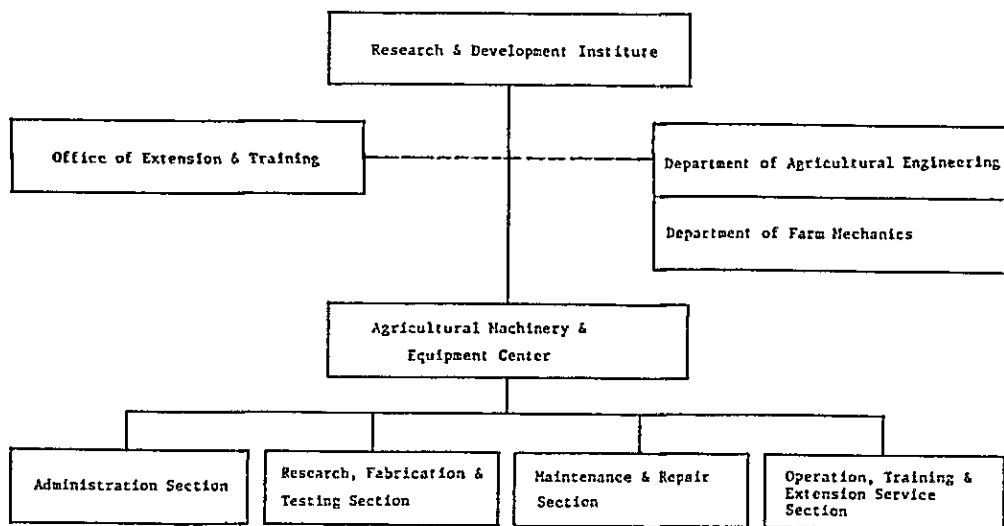 Research & Development Institute
Office of Extension & Training
Department of Agricultural Engineering
Department of Farm Mechanics
Agricultural Machinery &
Equipment Center
Administration Section
Research, Fabrication &
Testing Section
Maintenance & Repair
Section
Operation, Training &
Extension Service
Section